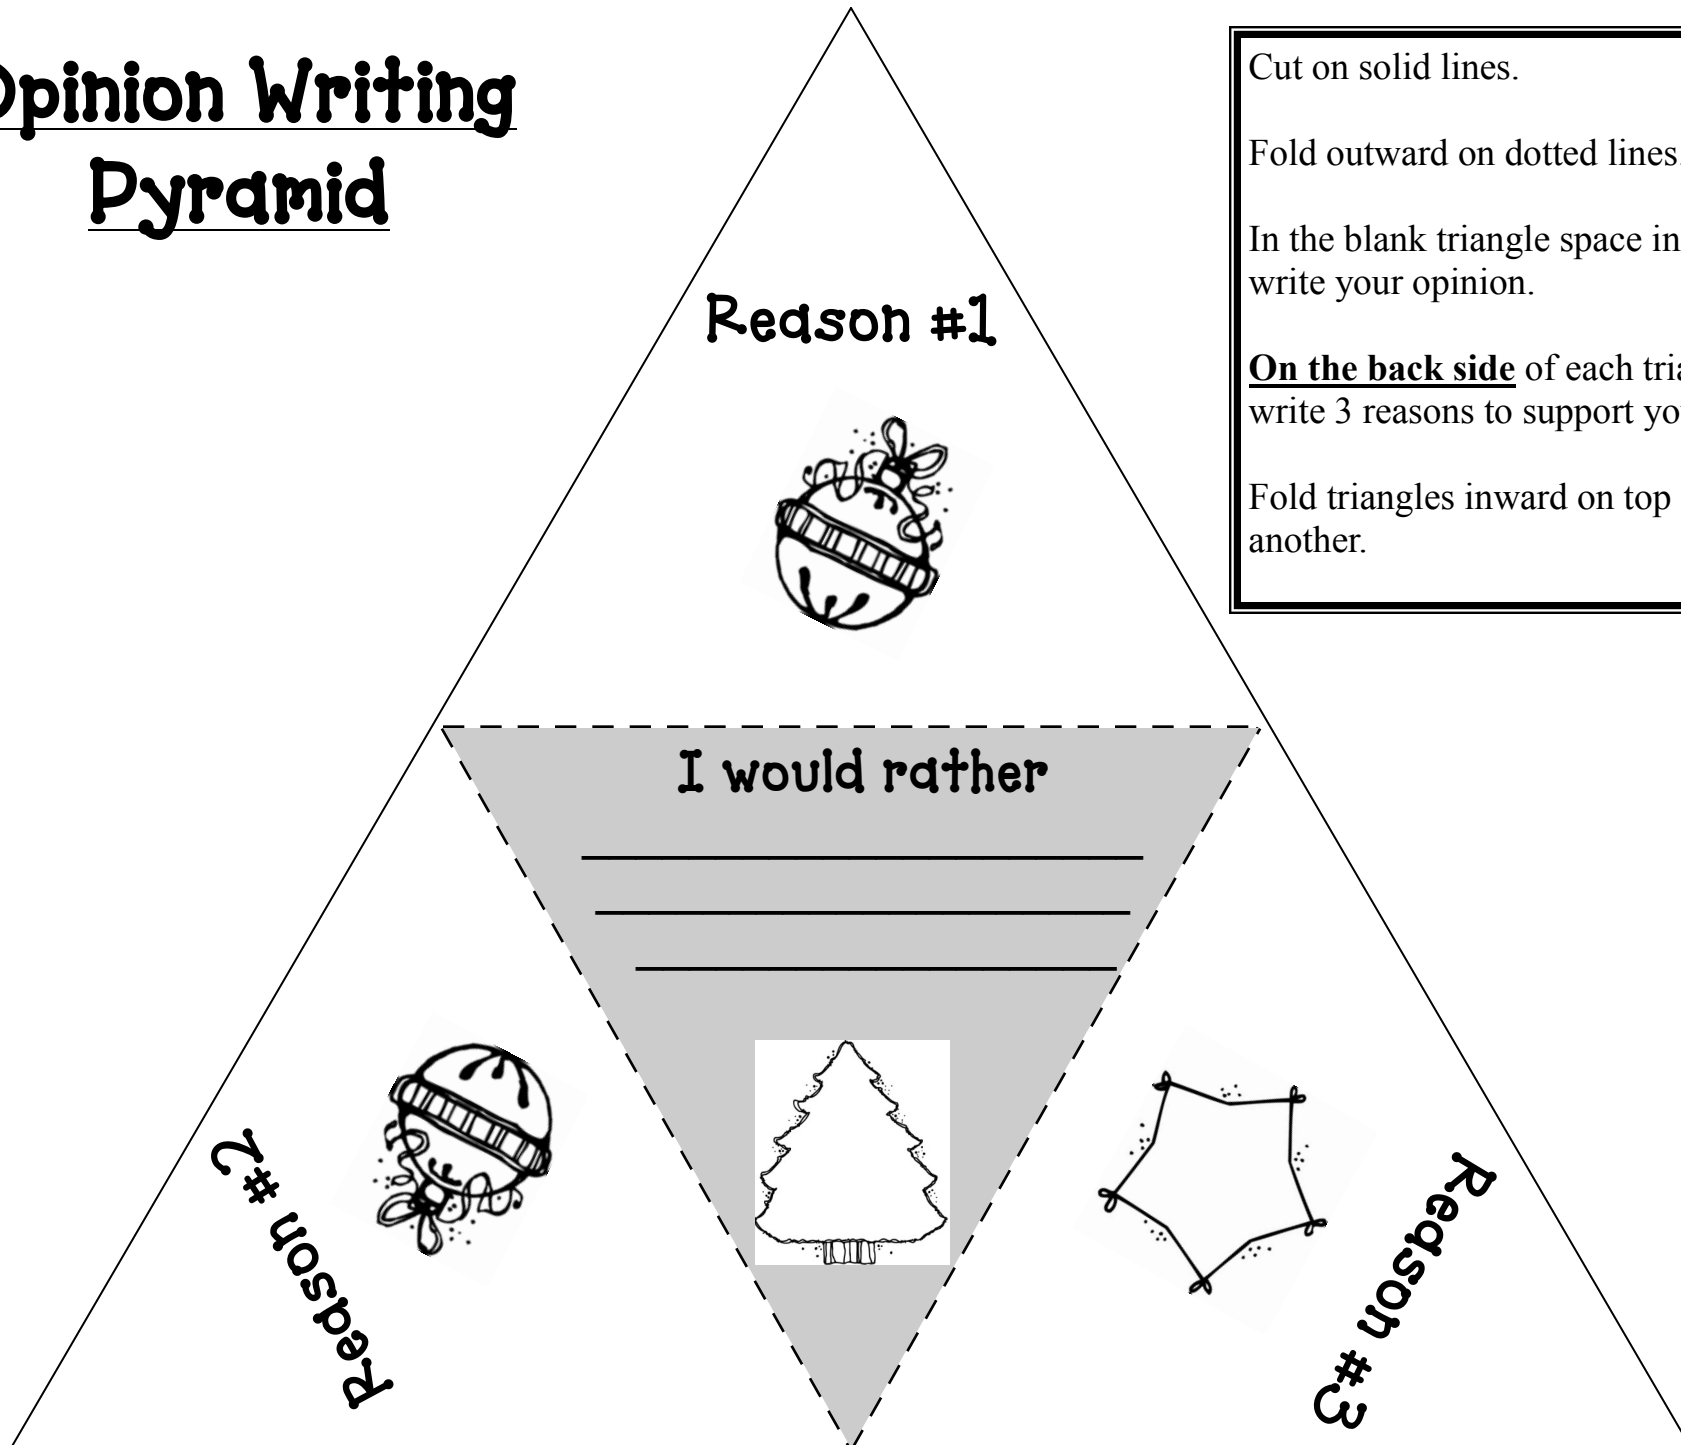 Opinion Writing
Pyramid
Cut on solid lines.
Fold outward on dotted lines.
In the blank triangle space in
write your opinion.
On the back side of each
write 3 reasons to support
Fold triangles inward on top
another.
Reason #1
I would rather
Reason #2
Reason #3